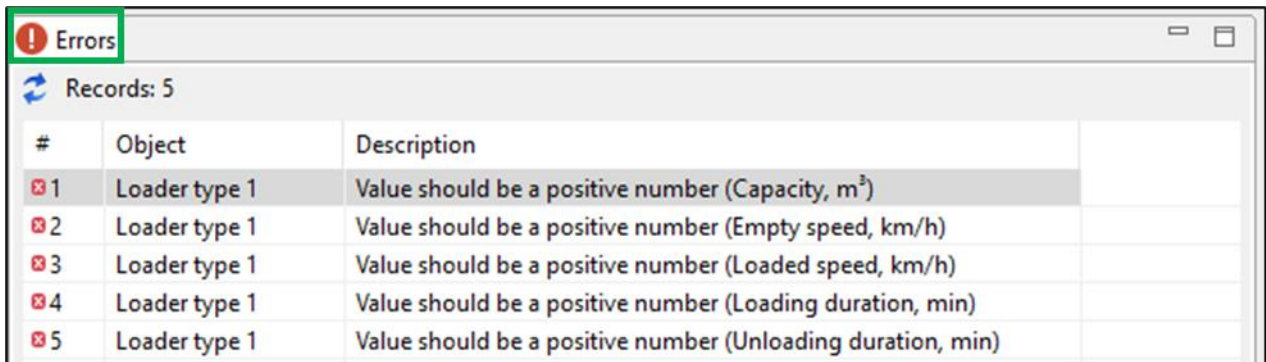 Errors
Records: 5
# Object Description
1 Loader type 1 Value should be a positive number (Capacity, m³)
2 Loader type 1 Value should be a positive number (Empty speed, km/h)
3 Loader type 1 Value should be a positive number (Loaded speed, km/h)
4 Loader type 1 Value should be a positive number (Loading duration, min)
5 Loader type 1 Value should be a positive number (Unloading duration, min)